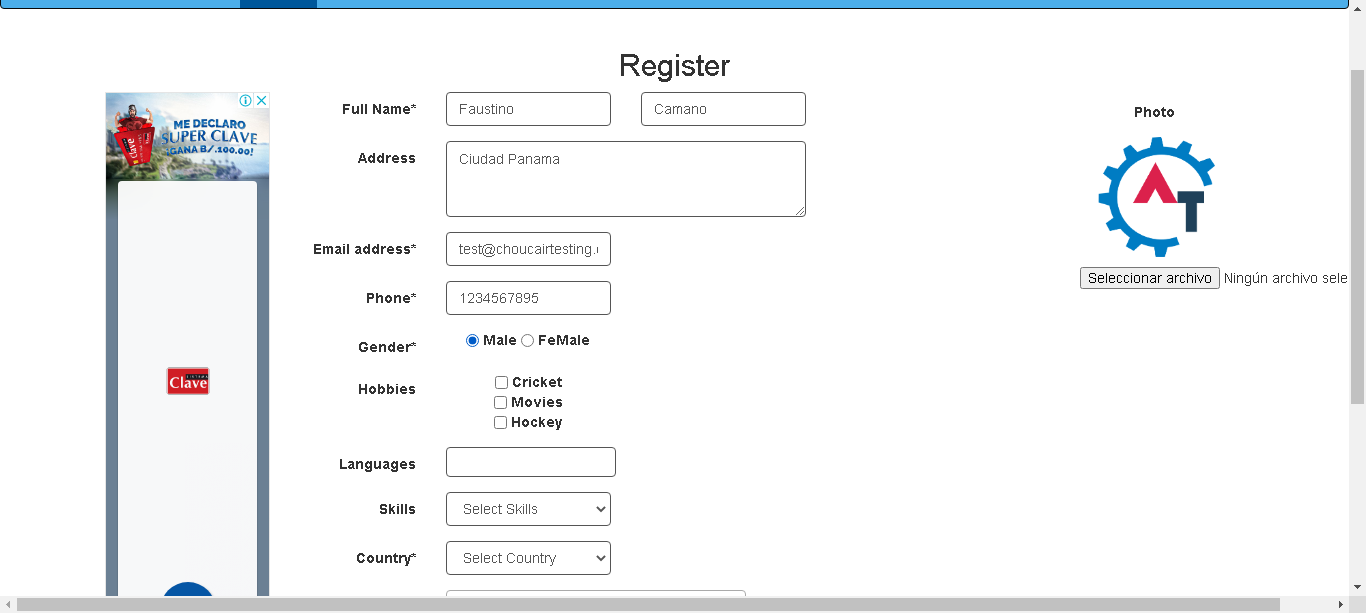 Register
ME DECLARO
SUPER CLAVE
¡GANA B/.100.00!
Clave
Full Name*
Faustino
Camano
Photo
Address
Ciudad Panama
AT
Email address*
test@choucairtesting.
Seleccionar archivo
Ningún archivo sele
Phone*
1234567895
Gender*
Male
FeMale
Hobbies
Cricket
Movies
Hockey
Clave
Languages
Skills
Select Skills
Country*
Select Country